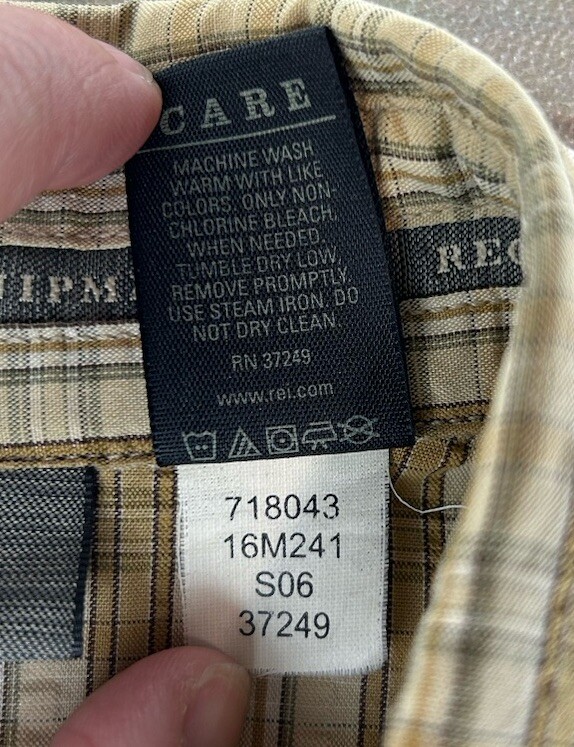 CARE
MACHINE WASH
WARM WITH LIKE
COLORS. ONLY NON-
CHLORINE BLEACH,
WHEN NEEDED.
TUMBLE DRY LOW,
REMOVE PROMPTLY.
USE STEAM IRON. DO
NOT DRY CLEAN.
RN 37249
www.rei.com
718043
16M241
S06
37249